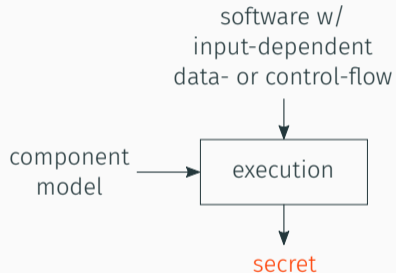 software w/
input-dependent
data- or control-flow
component
model
execution
secret